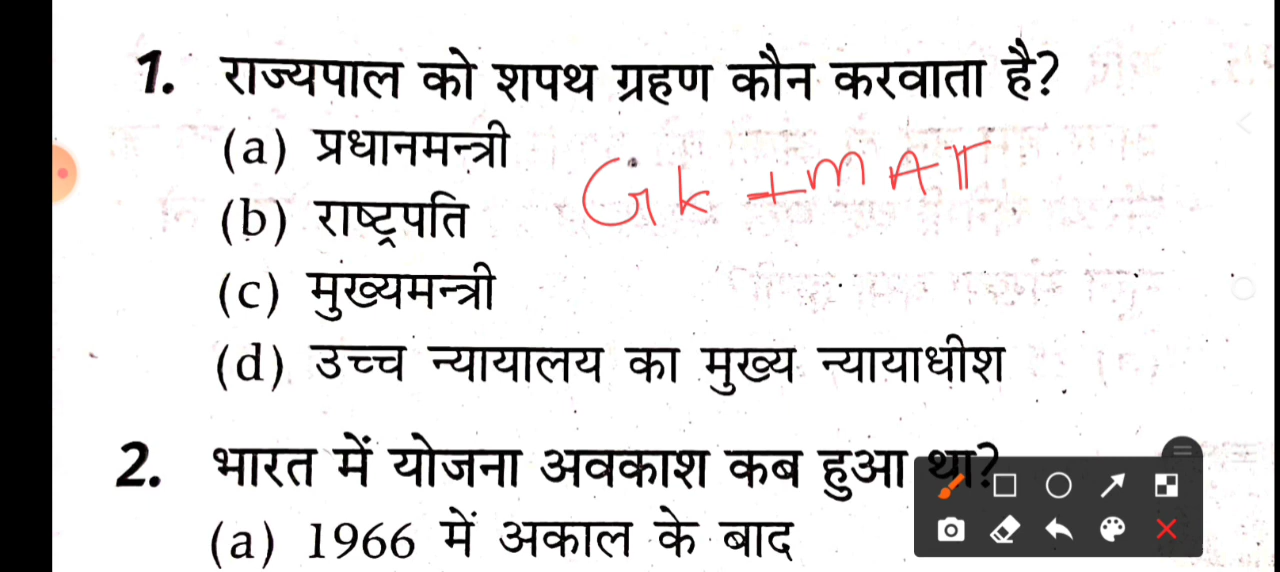 1. राज्यपाल को शपथ ग्रहण कौन करवाता है?
(a) प्रधानमन्त्री
GK + MAT
(b) राष्ट्रपति
(c) मुख्यमन्त्री
(d) उच्च न्यायालय का मुख्य न्यायाधीश
2. भारत में योजना अवकाश कब हुआ था?
(a) 1966 में अकाल के बाद